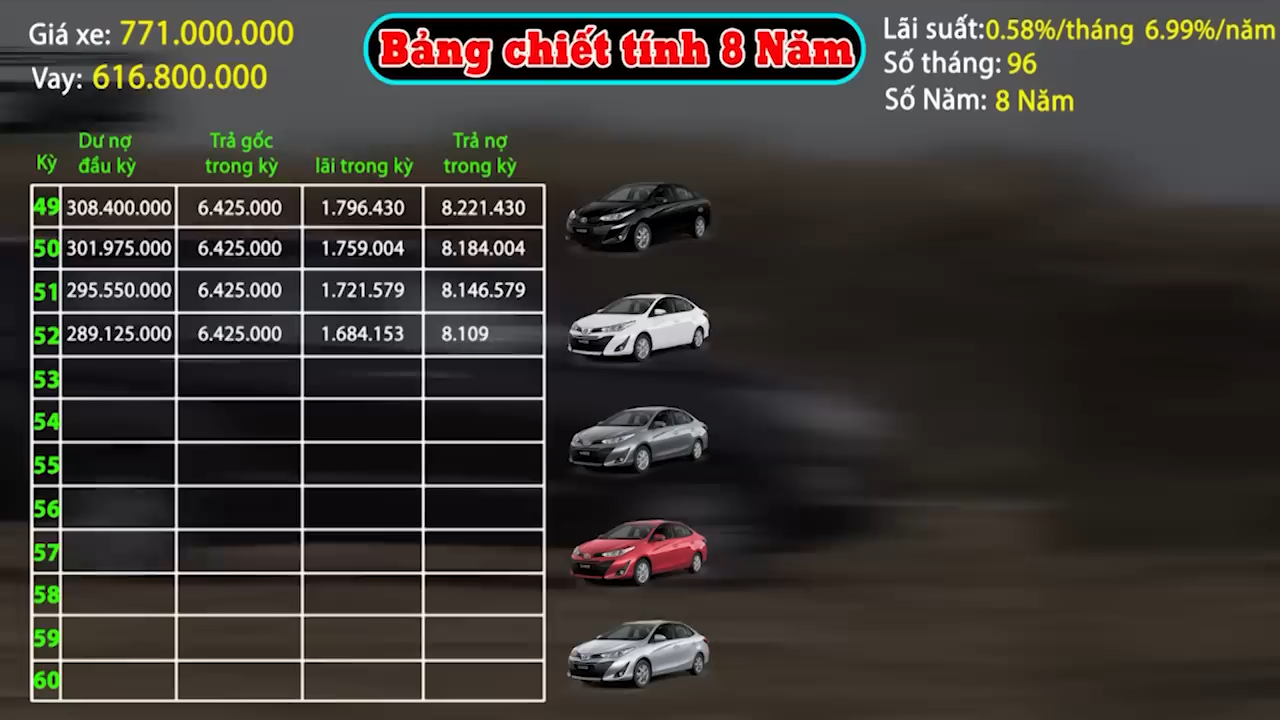 Giá xe: 771.000.000
Vay: 616.800.000
Bảng chiết tính 8 Năm
Lãi suất:0.58%/tháng 6.99%/năm
Số tháng: 96
Số Năm: 8 Năm
Kỳ Dư nợ đầu kỳ Trả gốc trong kỳ lãi trong kỳ Trả nợ trong kỳ
49 308.400.000 6.425.000 1.796.430 8.221.430
50 301.975.000 6.425.000 1.759.004 8.184.004
51 295.550.000 6.425.000 1.721.579 8.146.579
52 289.125.000 6.425.000 1.684.153 8.109
53
54
55
56
57
58
59
60